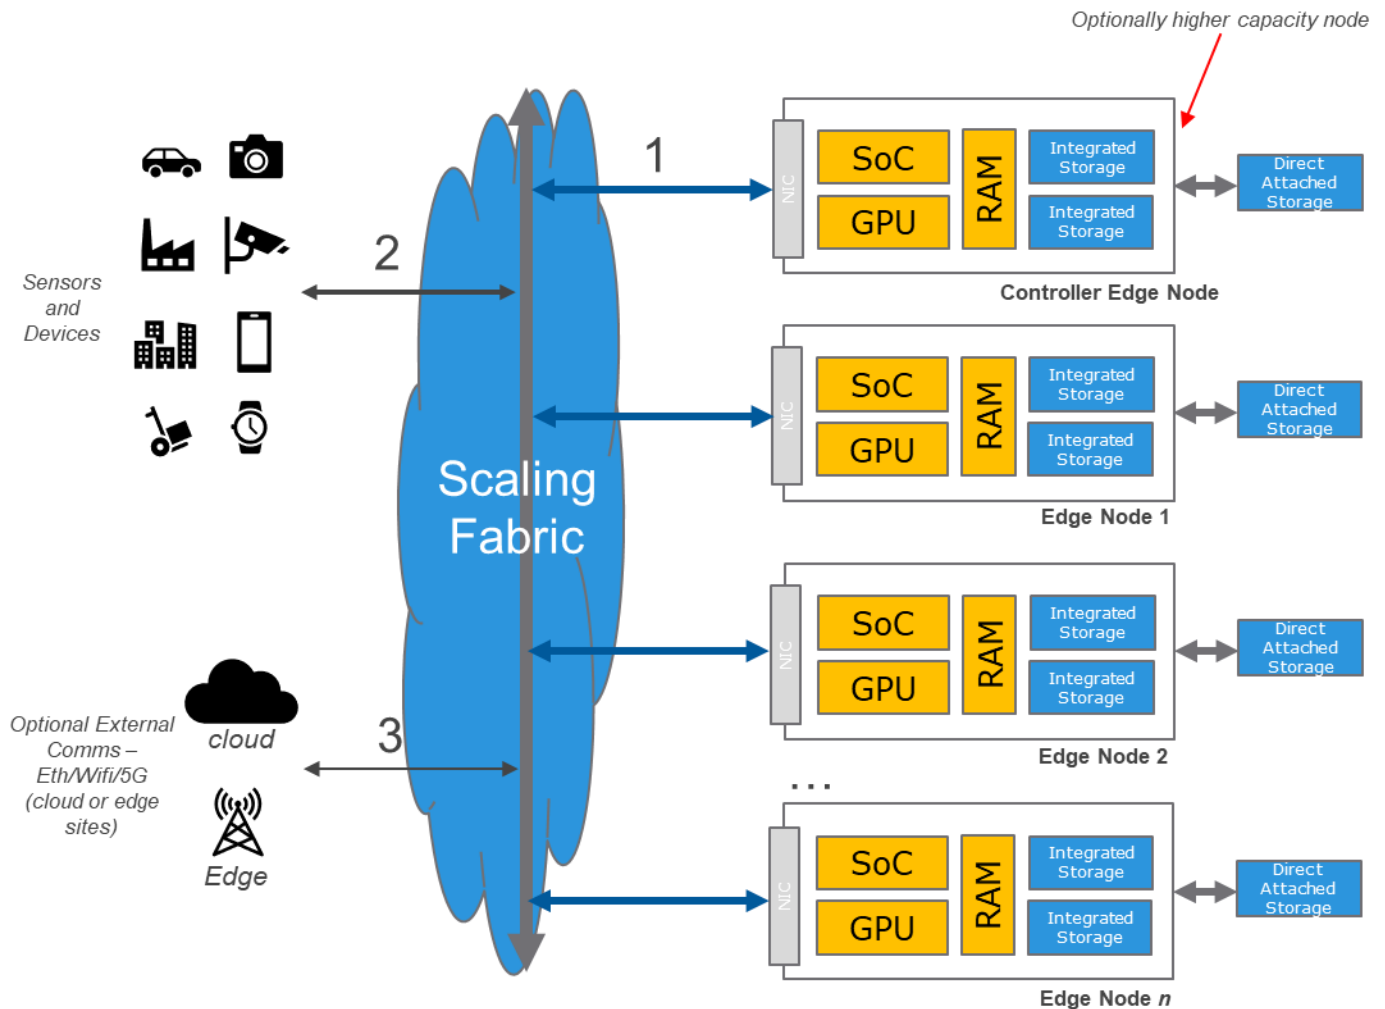 Optionally higher capacity node
1
NIC
SoC
GPU
RAM
Integrated
Storage
Integrated
Storage
Direct
Attached
Storage
Controller Edge Node
2
Sensors
and
Devices
NIC
SoC
GPU
RAM
Integrated
Storage
Integrated
Storage
Direct
Attached
Storage
Edge Node 1
Scaling
Fabric
NIC
SoC
GPU
RAM
Integrated
Storage
Integrated
Storage
Direct
Attached
Storage
Edge Node 2
...
3
Optional External
Comms –
Eth/Wifi/5G
(cloud or edge
sites)
cloud
Edge
NIC
SoC
GPU
RAM
Integrated
Storage
Integrated
Storage
Direct
Attached
Storage
Edge Node n